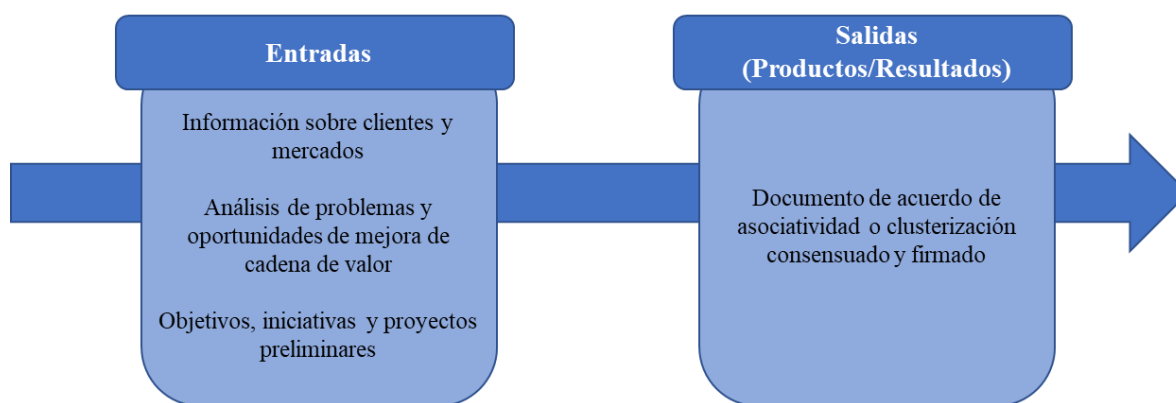 Entradas
Información sobre clientes y
mercados
Análisis de problemas y
oportunidades de mejora de
cadena de valor
Objetivos, iniciativas y proyectos
preliminares
Salidas
(Productos/Resultados)
Documento de acuerdo de
asociatividad o clusterización
consensuado y firmado